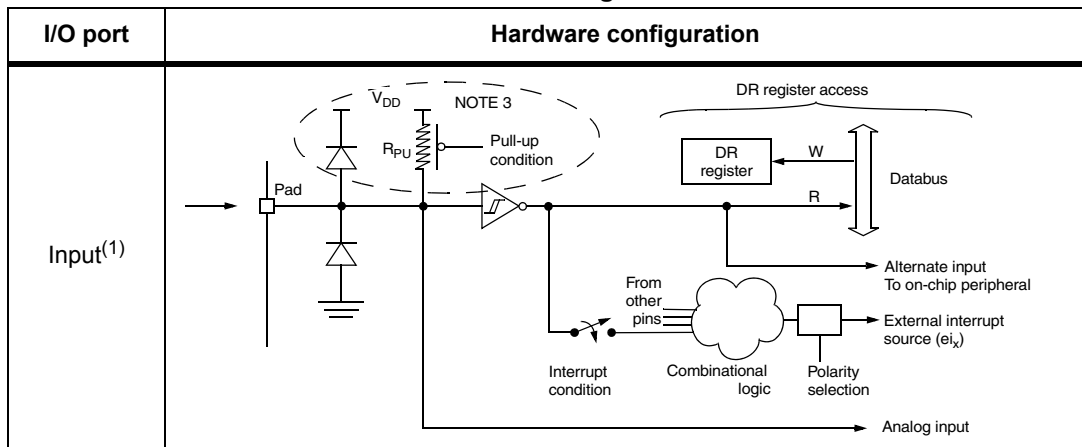 I/O port
Hardware configuration
Input(1)
VDD
NOTE 3
RPU
Pull-up
condition
Pad
DR register access
DR
register
W
R
Databus
Alternate input
To on-chip peripheral
From
other
pins
External interrupt
source (eix)
Interrupt
condition
Combinational
logic
Polarity
selection
Analog input